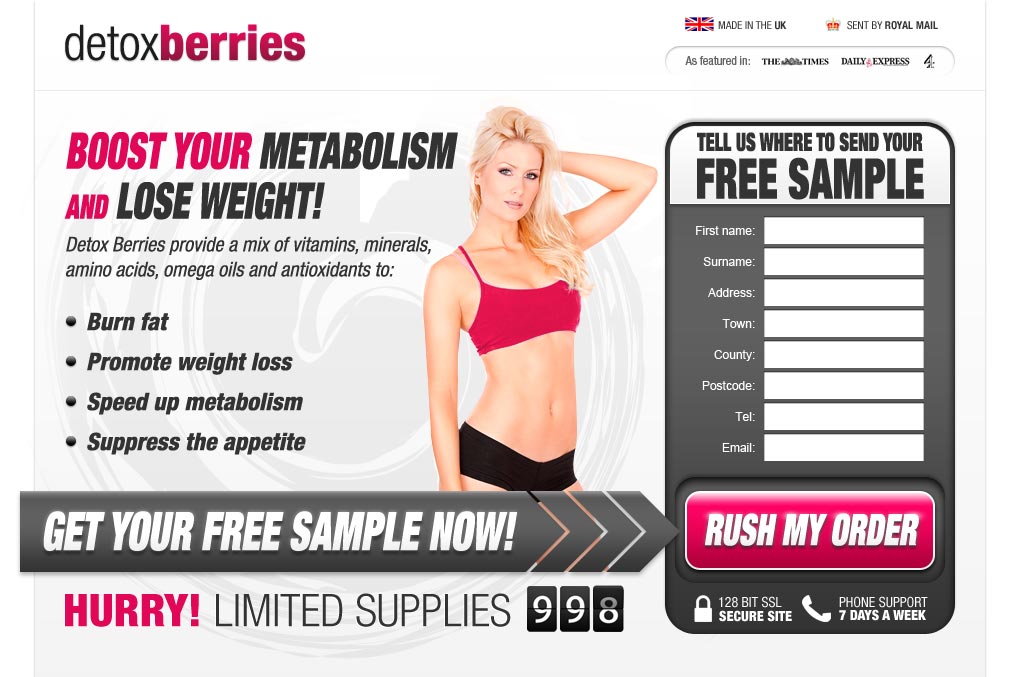 detoxberries
MADE IN THE UK
SENT BY ROYAL MAIL
As featured in: THE TIMES DAILY EXPRESS 4
BOOST YOUR METABOLISM
AND LOSE WEIGHT!
Detox Berries provide a mix of vitamins, minerals,
amino acids, omega oils and antioxidants to:
Burn fat
Promote weight loss
Speed up metabolism
Suppress the appetite
TELL US WHERE TO SEND YOUR
FREE SAMPLE
First name:
Surname:
Address:
Town:
County:
Postcode:
Tel:
Email:
GET YOUR FREE SAMPLE NOW!
RUSH MY ORDER
HURRY! LIMITED SUPPLIES 998
128 BIT SSL
SECURE SITE
PHONE SUPPORT
7 DAYS A WEEK